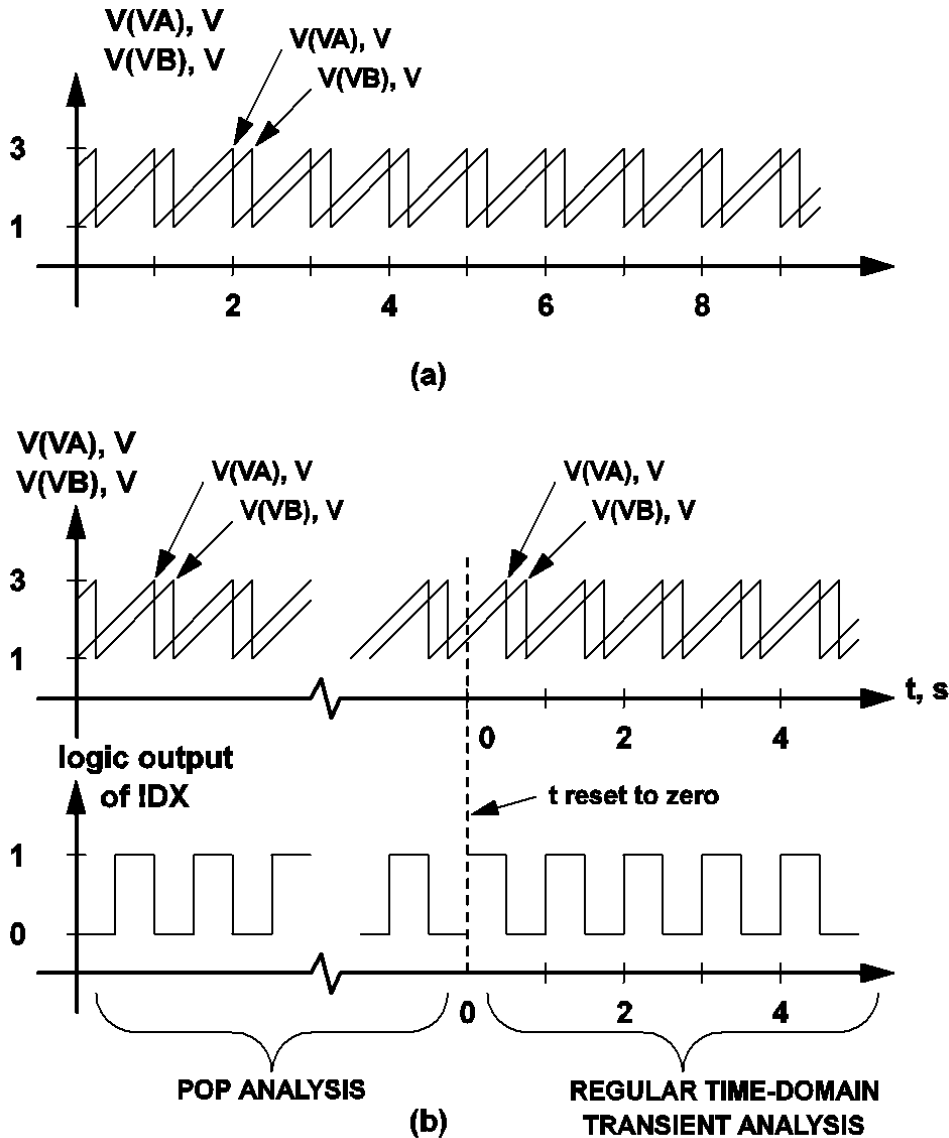 V(VA), V
V(VB), V
V(VA), V
V(VB), V
3
1
2 4 6 8
(a)
V(VA), V
V(VB), V
V(VA), V
V(VB), V
V(VA), V
V(VB), V
3
1
t, s
0 2 4
logic output
of IDX
t reset to zero
1
0
0 2 4
POP ANALYSIS
REGULAR TIME-DOMAIN
TRANSIENT ANALYSIS
(b)